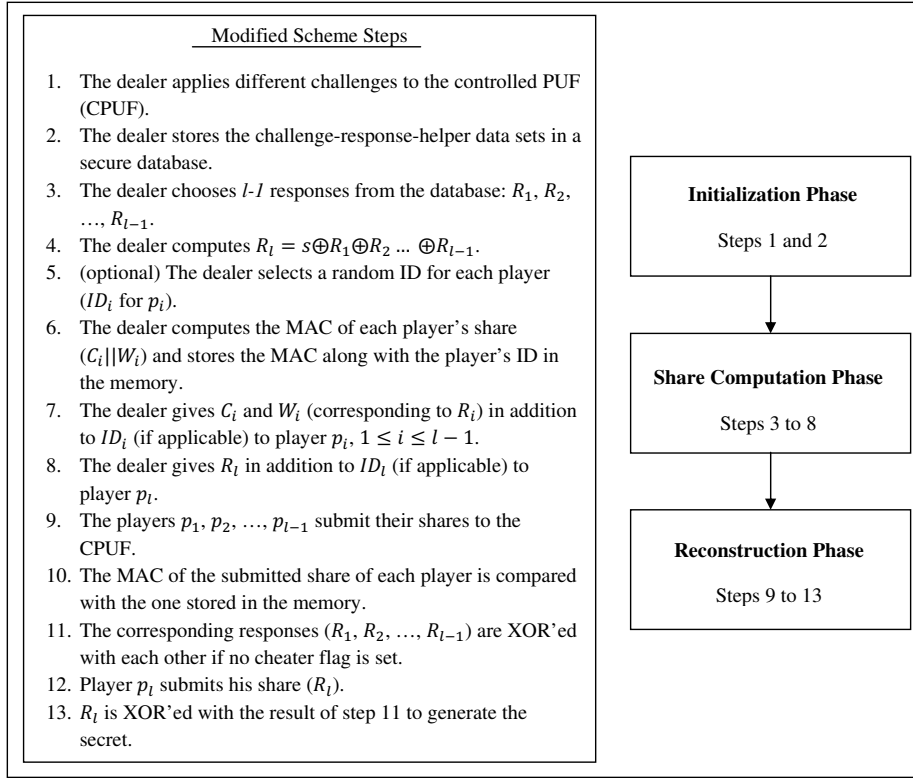 Modified Scheme Steps
1. The dealer applies different challenges to the controlled PUF
(CPUF).
2. The dealer stores the challenge-response-helper data sets in a
secure database.
3. The dealer chooses l-1 responses from the database: R₁, R₂,
…, Rₗ₋₁.
4. The dealer computes Rₗ = s⊕R₁⊕R₂ … ⊕Rₗ₋₁.
5. (optional) The dealer selects a random ID for each player
(IDᵢ for pᵢ).
6. The dealer computes the MAC of each player’s share
(Cᵢ||Wᵢ) and stores the MAC along with the player’s ID in
the memory.
7. The dealer gives Cᵢ and Wᵢ (corresponding to Rᵢ) in addition
to IDᵢ (if applicable) to player pᵢ, 1 ≤ i ≤ l − 1.
8. The dealer gives Rₗ in addition to IDₗ (if applicable) to
player pₗ.
9. The players p₁, p₂, …, pₗ₋₁ submit their shares to the
CPUF.
10. The MAC of the submitted share of each player is compared
with the one stored in the memory.
11. The corresponding responses (R₁, R₂, …, Rₗ₋₁) are XOR’ed
with each other if no cheater flag is set.
12. Player pₗ submits his share (Rₗ).
13. Rₗ is XOR’ed with the result of step 11 to generate the
secret.
Initialization Phase
Steps 1 and 2
Share Computation Phase
Steps 3 to 8
Reconstruction Phase
Steps 9 to 13